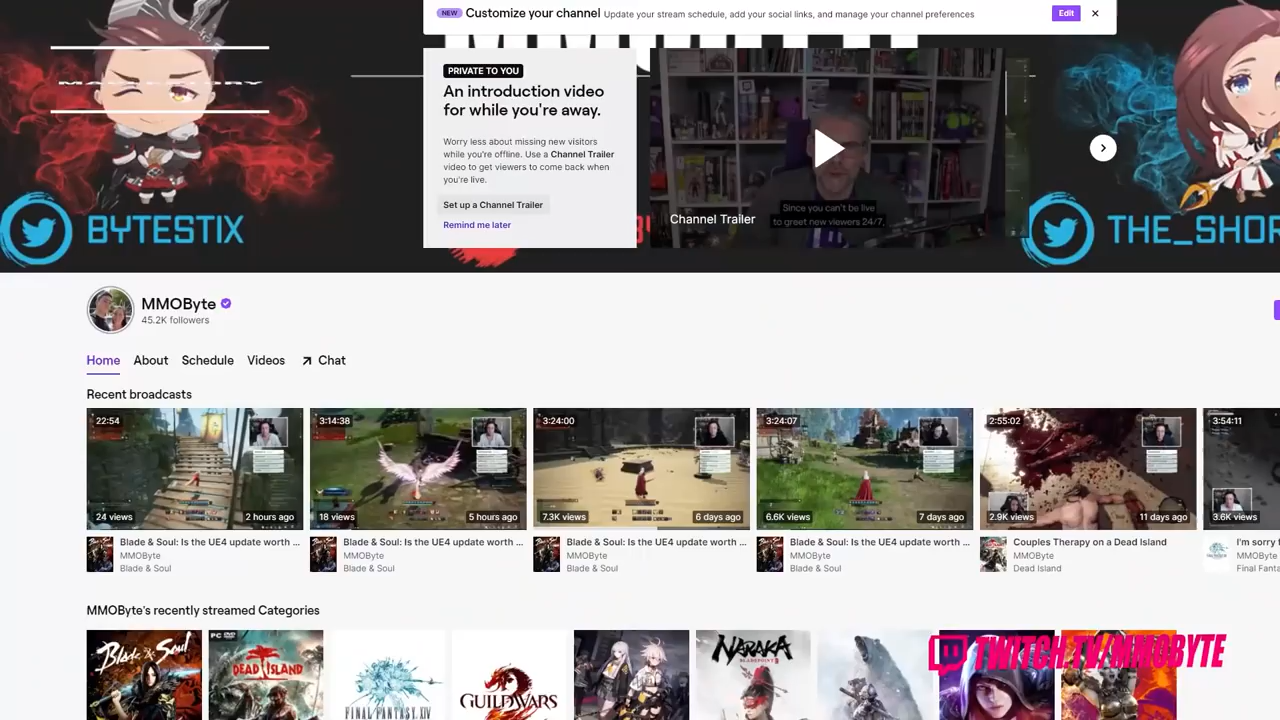 NEW Customize your channel Update your stream schedule, add your social links, and manage your channel preferences Edit
PRIVATE TO YOU
An introduction video
for while you're away.
Worry less about missing new visitors
while you're offline. Use a Channel Trailer
video to get viewers to come back when
you're live.
Set up a Channel Trailer
Remind me later
Channel Trailer
Since you can't be live
to greet new viewers 24/7,
BYTESTIX
THE_SHOR
MMOByte
45.2K followers
Home About Schedule Videos Chat
Recent broadcasts
22:54 3:14:38 3:24:00 3:24:07 2:55:02 3:54:11
24 views 2 hours ago 18 views 5 hours ago 7.3K views 6 days ago 6.6K views 7 days ago 2.9K views 11 days ago 3.6K views
Blade & Soul: Is the UE4 update worth ... Blade & Soul: Is the UE4 update worth ... Blade & Soul: Is the UE4 update worth ... Blade & Soul: Is the UE4 update worth ... Couples Therapy on a Dead Island I'm sorry f
MMOByte MMOByte MMOByte MMOByte MMOByte MMOByte
Blade & Soul Blade & Soul Blade & Soul Blade & Soul Dead Island Final Fanta
MMOByte's recently streamed Categories
Blade & Soul
PC DVD
DEAD ISLAND
FINAL FANTASY XIV
GUILD WARS
NARAKA
BLADEPOINT
TWITCH.TV/MMOBYTE